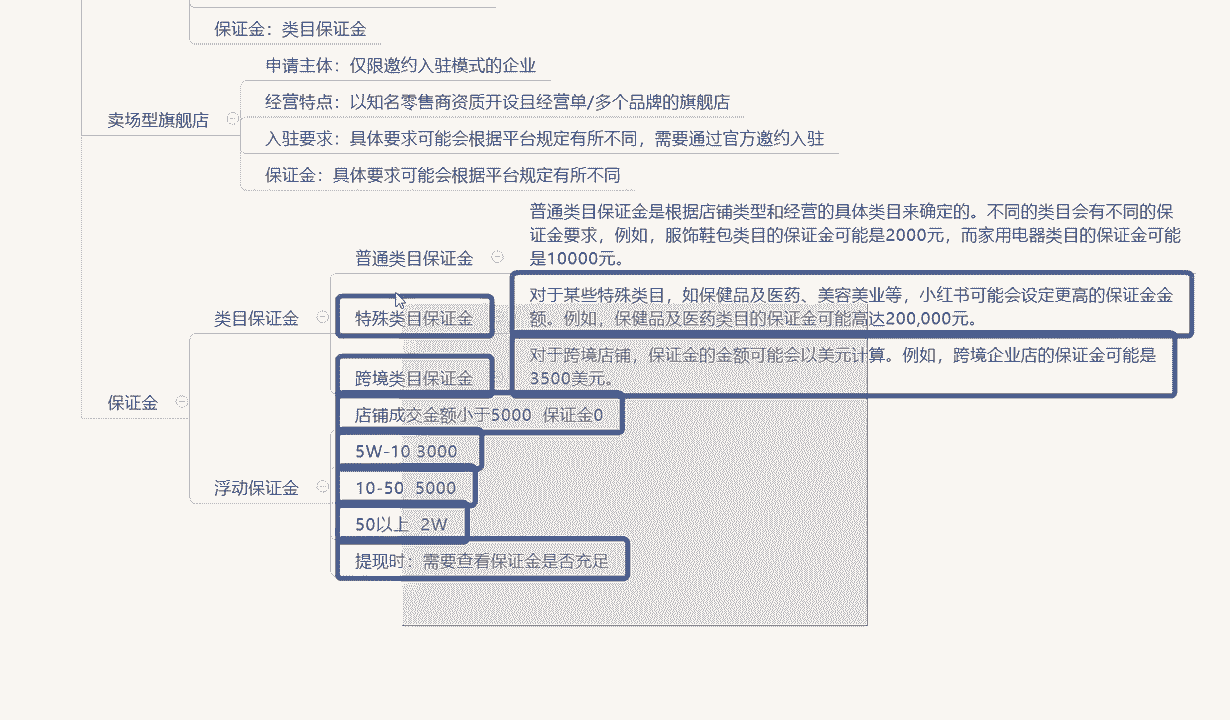 保证金：类目保证金
申请主体：仅限邀约入驻模式的企业
经营特点：以知名零售商资质开设且经营单/多个品牌的旗舰店
卖场型旗舰店
入驻要求：具体要求可能会根据平台规定有所不同，需要通过官方邀约入驻
保证金：具体要求可能会根据平台规定有所不同
普通类目保证金是根据店铺类型和经营的具体类目来确定的。不同的类目会有不同的保
证金要求，例如，服饰鞋包类目的保证金可能是2000元，而家用电器类目的保证金可能
是10000元。
普通类目保证金
对于某些特殊类目，如保健品及医药、美容美业等，小红书可能会设定更高的保证金金
额。例如，保健品及医药类目的保证金可能高达200,000元。
类目保证金
特殊类目保证金
对于跨境店铺，保证金的金额可能会以美元计算。例如，跨境企业店的保证金可能是
3500美元。
跨境类目保证金
保证金
店铺成交金额小于5000 保证金0
5W-10 3000
浮动保证金
10-50 5000
50以上 2W
提现时：需要查看保证金是否充足